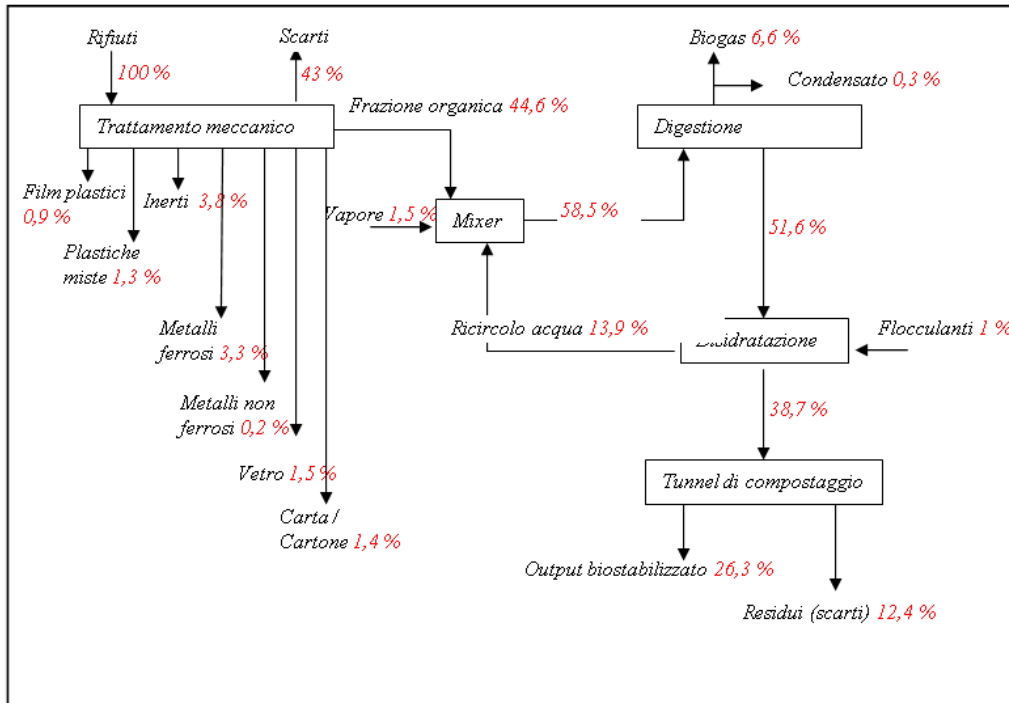 Rifiuti
100 %
Scarti
43 %
Biogas 6,6 %
Condensato 0,3 %
Frazione organica 44,6 %
Trattamento meccanico
Digestione
Film plastici
0,9 %
Inerti 3,8 %
Vapore 1,5 %
Mixer
58,5 %
51,6 %
Plastiche
miste 1,3 %
Metalli
ferrosi 3,3 %
Ricircolo acqua 13,9 %
Disidratazione
Flocculanti 1 %
Metalli non
ferrosi 0,2 %
38,7 %
Vetro 1,5 %
Tunnel di compostaggio
Carta /
Cartone 1,4 %
Output biostabilizzato 26,3 %
Residui (scarti) 12,4 %